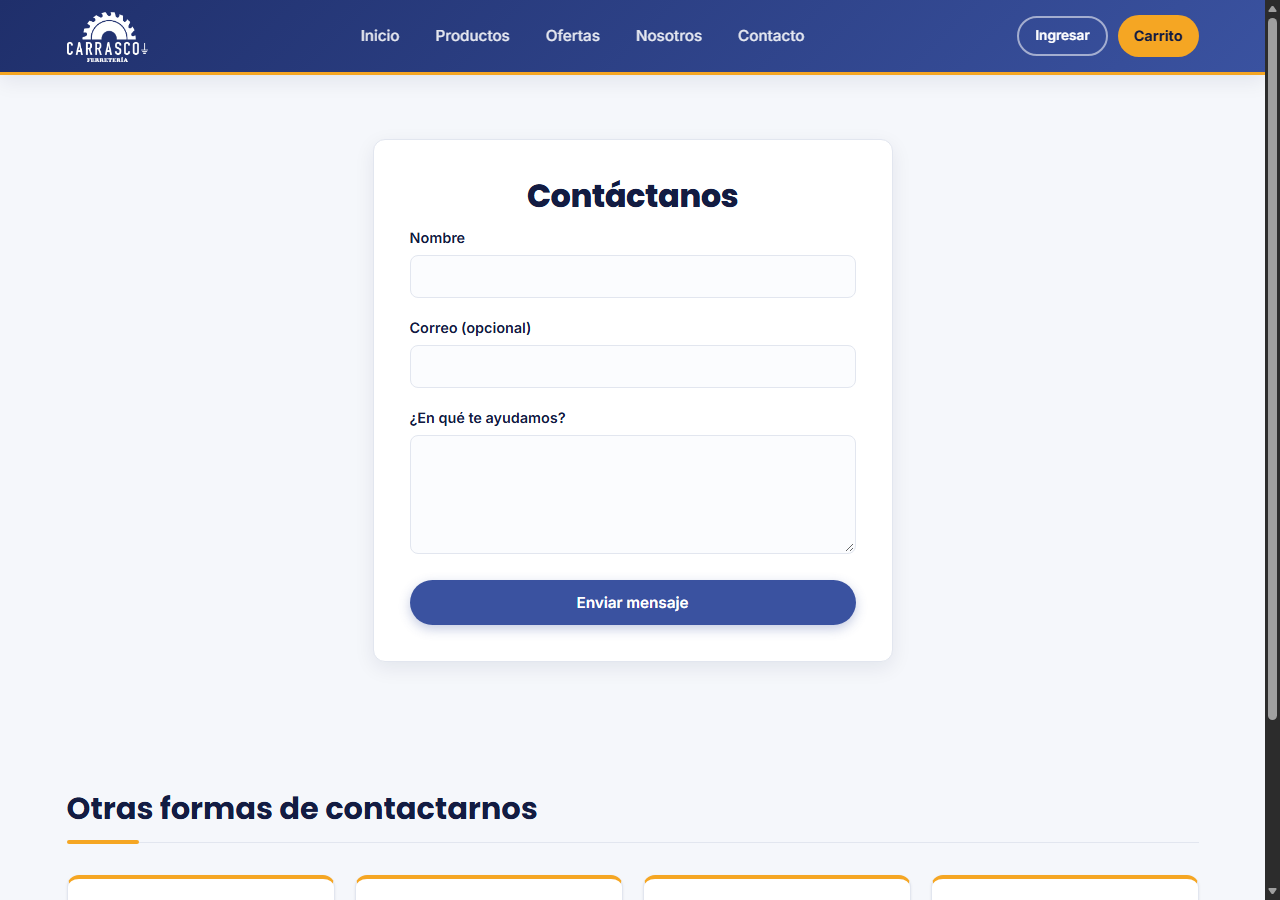 CARRASCO
FERRETERÍA
Inicio
Productos
Ofertas
Nosotros
Contacto
Ingresar
Carrito
Contáctanos
Nombre
Correo (opcional)
¿En qué te ayudamos?
Enviar mensaje
Otras formas de contactarnos